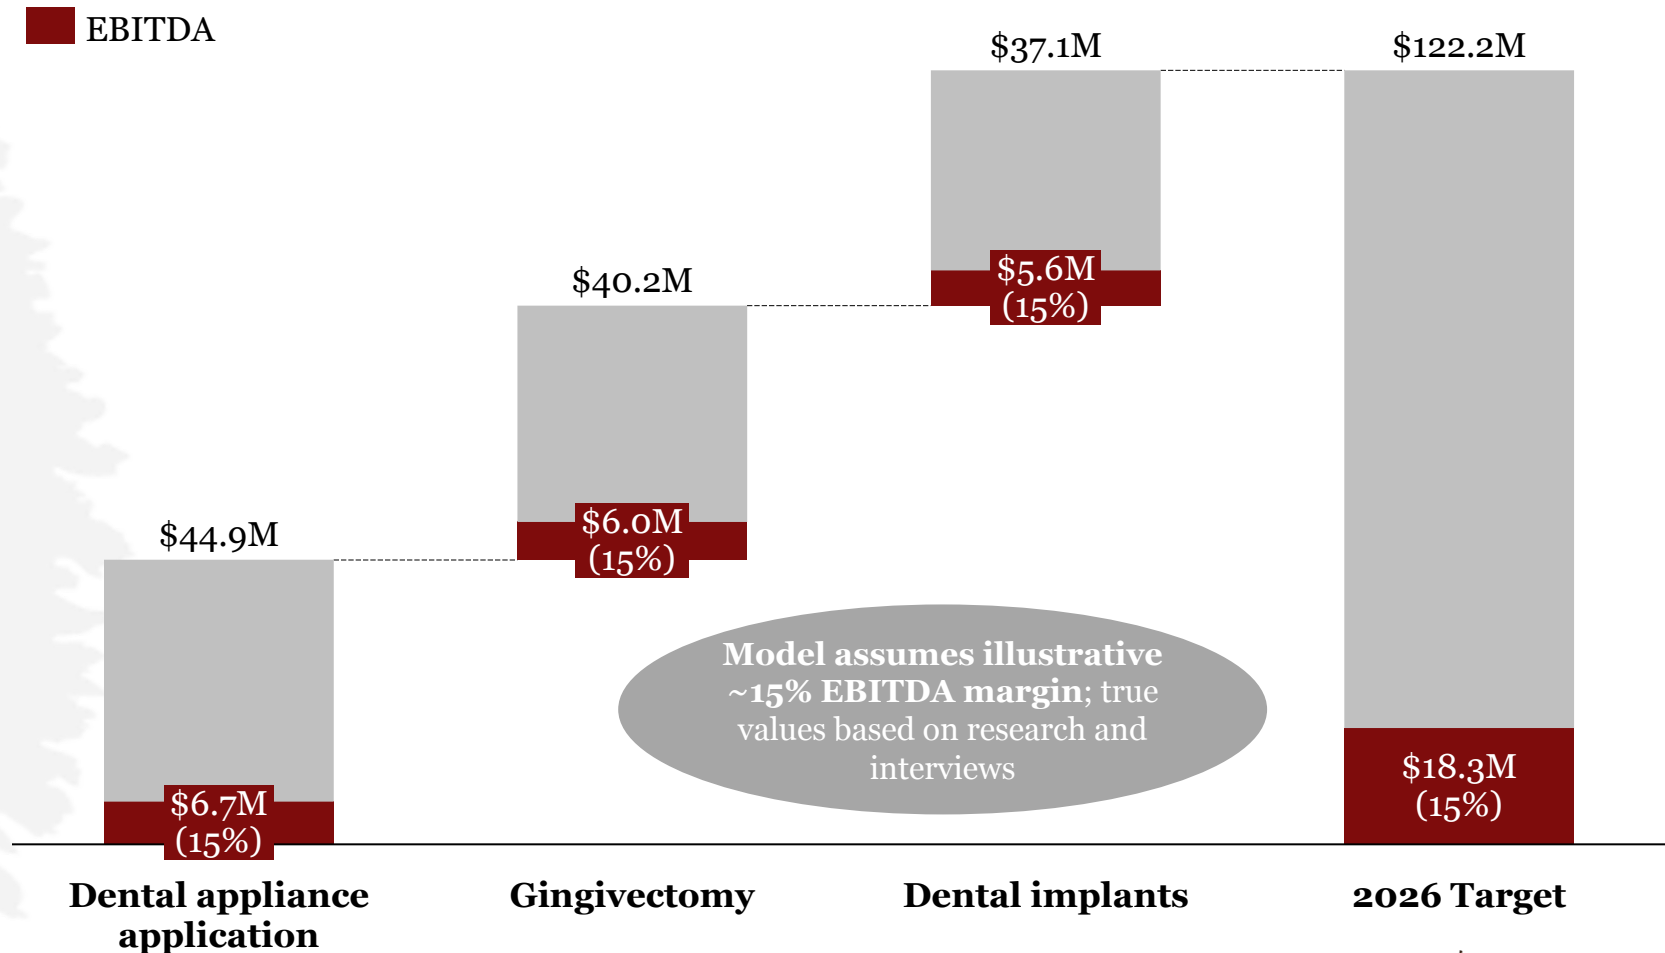 EBITDA
$37.1M
$122.2M
$40.2M
$5.6M
(15%)
$44.9M
$6.0M
(15%)
Model assumes illustrative
~15% EBITDA margin; true
values based on research and
interviews
$6.7M
(15%)
$18.3M
(15%)
Dental appliance
application
Gingivectomy
Dental implants
2026 Target